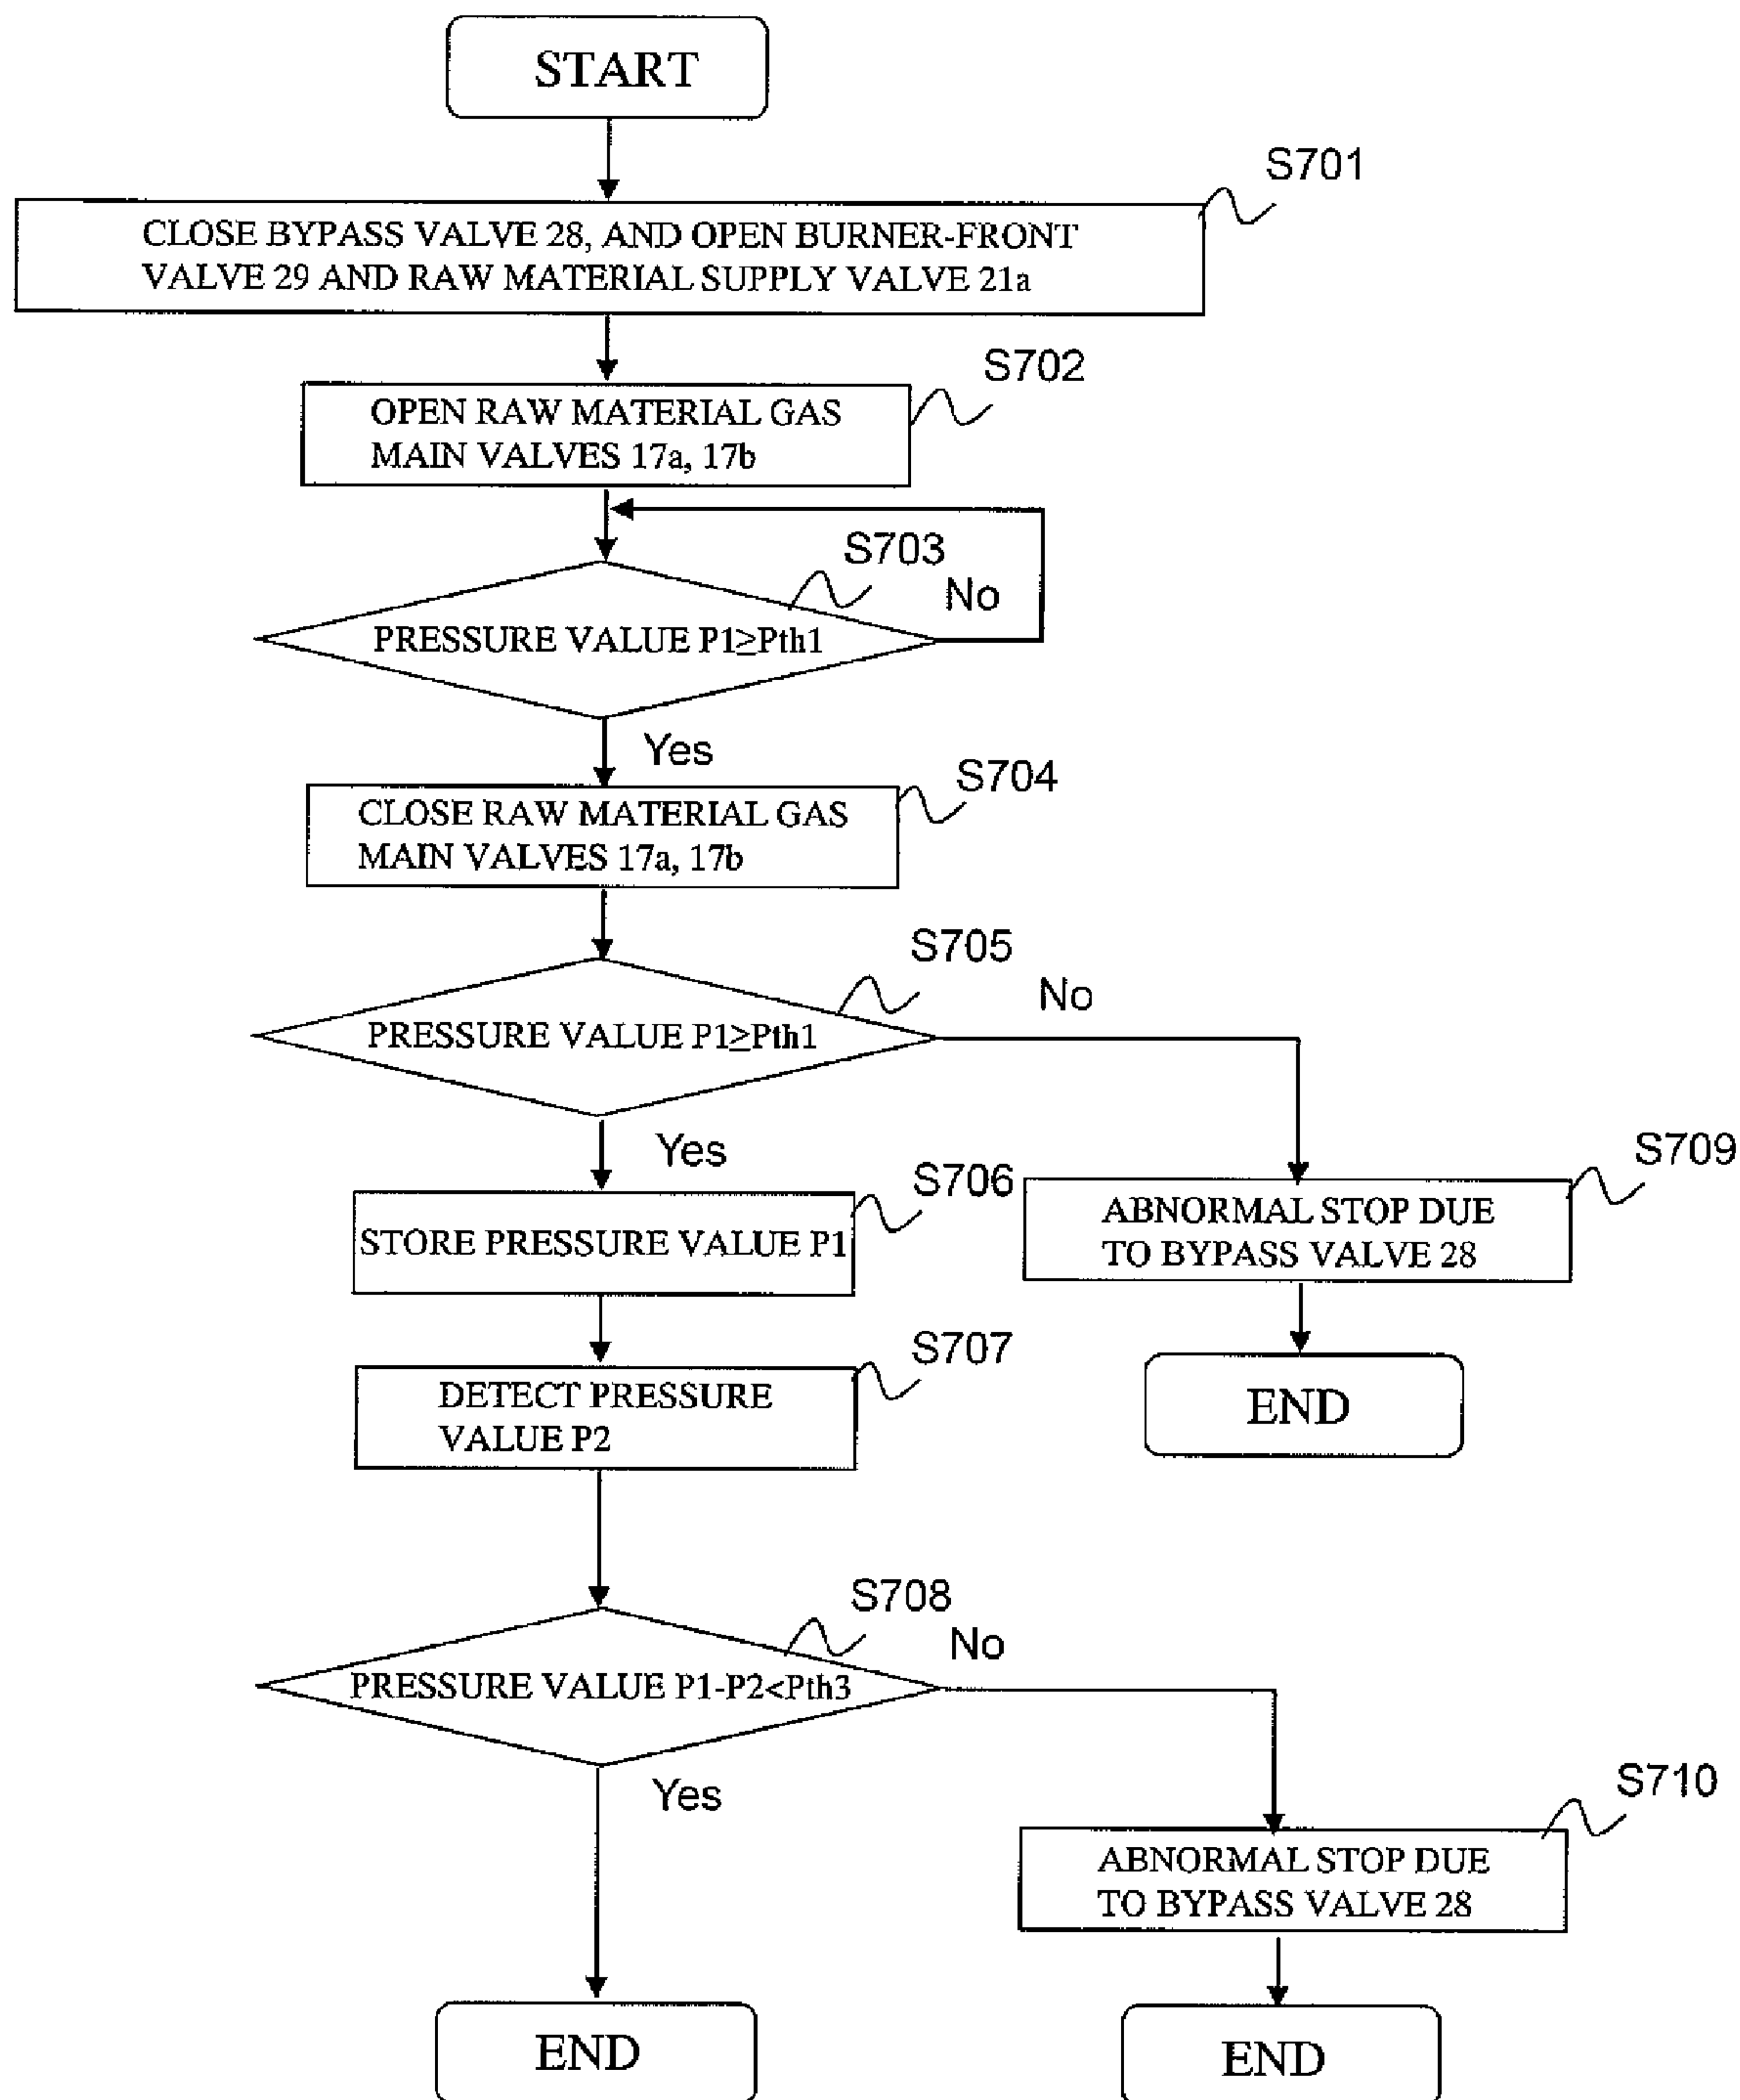 START
S701
CLOSE BYPASS VALVE 28, AND OPEN BURNER-FRONT
VALVE 29 AND RAW MATERIAL SUPPLY VALVE 21a
S702
OPEN RAW MATERIAL GAS
MAIN VALVES 17a, 17b
S703
No
PRESSURE VALUE P1≥Pth1
Yes
S704
CLOSE RAW MATERIAL GAS
MAIN VALVES 17a, 17b
S705
No
PRESSURE VALUE P1≥Pth1
Yes
S706
STORE PRESSURE VALUE P1
S709
ABNORMAL STOP DUE
TO BYPASS VALVE 28
S707
DETECT PRESSURE
VALUE P2
END
S708
No
PRESSURE VALUE P1-P2<Pth3
Yes
S710
ABNORMAL STOP DUE
TO BYPASS VALVE 28
END
END